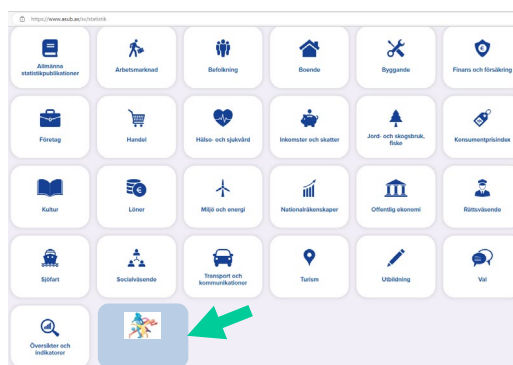 https://www.asub.ax/sv/statistik
Allmänna
statistikpublikationer
Arbetsmarknad
Befolkning
Boende
Byggande
Finans och försäkring
Företag
Handel
Hälso- och sjukvård
Inkomster och skatter
Jord- och skogsbruk,
fiske
Konsumentprisindex
Kultur
Löner
Miljö och energi
Nationalräkenskaper
Offentlig ekonomi
Rättsväsende
Sjöfart
Socialväsende
Transport och
kommunikationer
Turism
Utbildning
Val
Översikter och
indikatorer